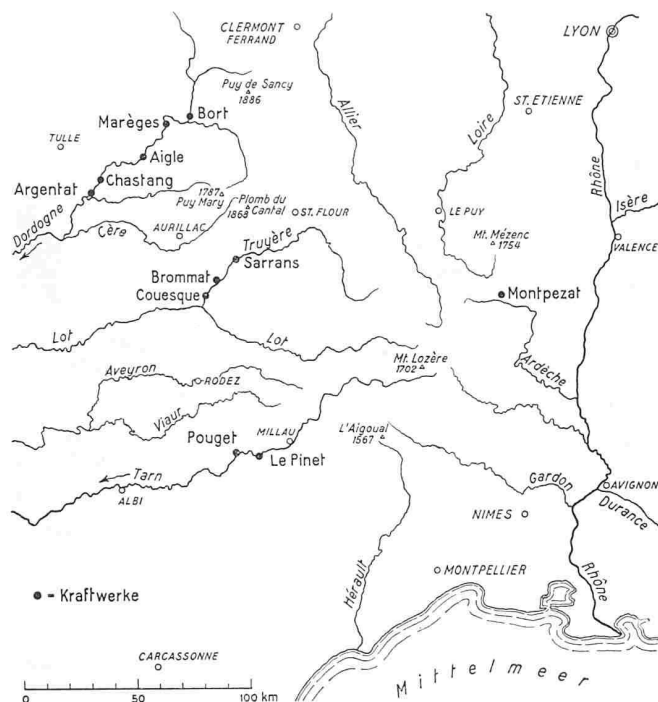 CLERMONT
FERRAND
LYON
Puy de Sancy
1886
Allier
Loire
ST. ETIENNE
Marèges
Bort
TULLE
Aigle
Rhône
Chastang
Argentat
1787
Puy Mary
Plomb du
1868 Cantal
ST. FLOUR
LE PUY
Isère
Dordogne
Cère
AURILLAC
Mt. Mézenc
1754
VALENCE
Truyère
Sarrans
Brommat
Couesque
Montpezat
Lot
Lot
Mt. Lozère
1702
Ardèche
Aveyron
RODEZ
Viaur
MILLAU
L'Aigoual
1567
Pouget
Le Pinet
Tarn
ALBI
Gardon
AVIGNON
Durance
NIMES
Hérault
MONTPELLIER
Rhône
= Kraftwerke
CARCASSONNE
Mittelmeer
0 50 100 km